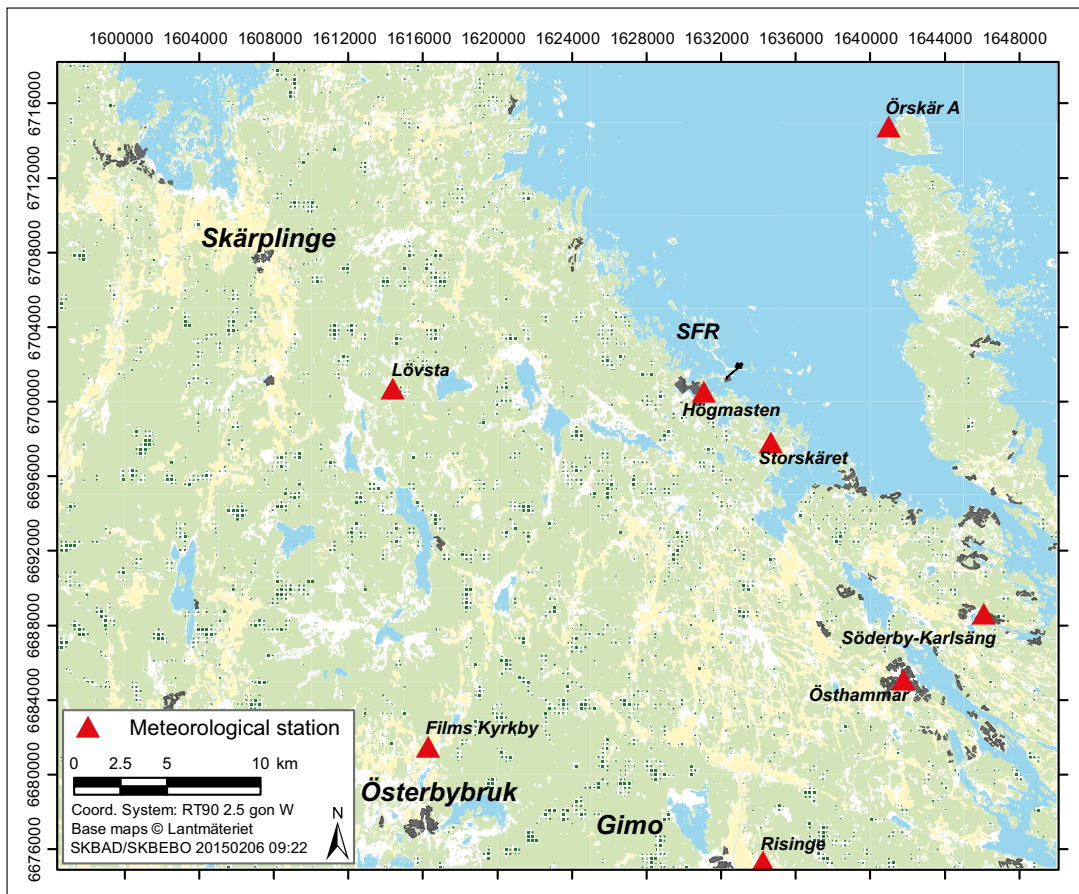 1600000 1604000 1608000 1612000 1616000 1620000 1624000 1628000 1632000 1636000 1640000 1644000 1648000
6716000
6712000
6708000
6704000
6700000
6696000
6692000
6688000
6684000
6680000
6676000
Örskär A
Skärplinge
SFR
Lövsta
Högmasten
Storskäret
Söderby-Karlsäng
Östhammar
Films Kyrkby
Österbybruk
Gimo
Risinge
Meteorological station
0 2.5 5 10 km
Coord. System: RT90 2.5 gon W
Base maps © Lantmäteriet
SKBAD/SKBEBO 20150206 09:22
N